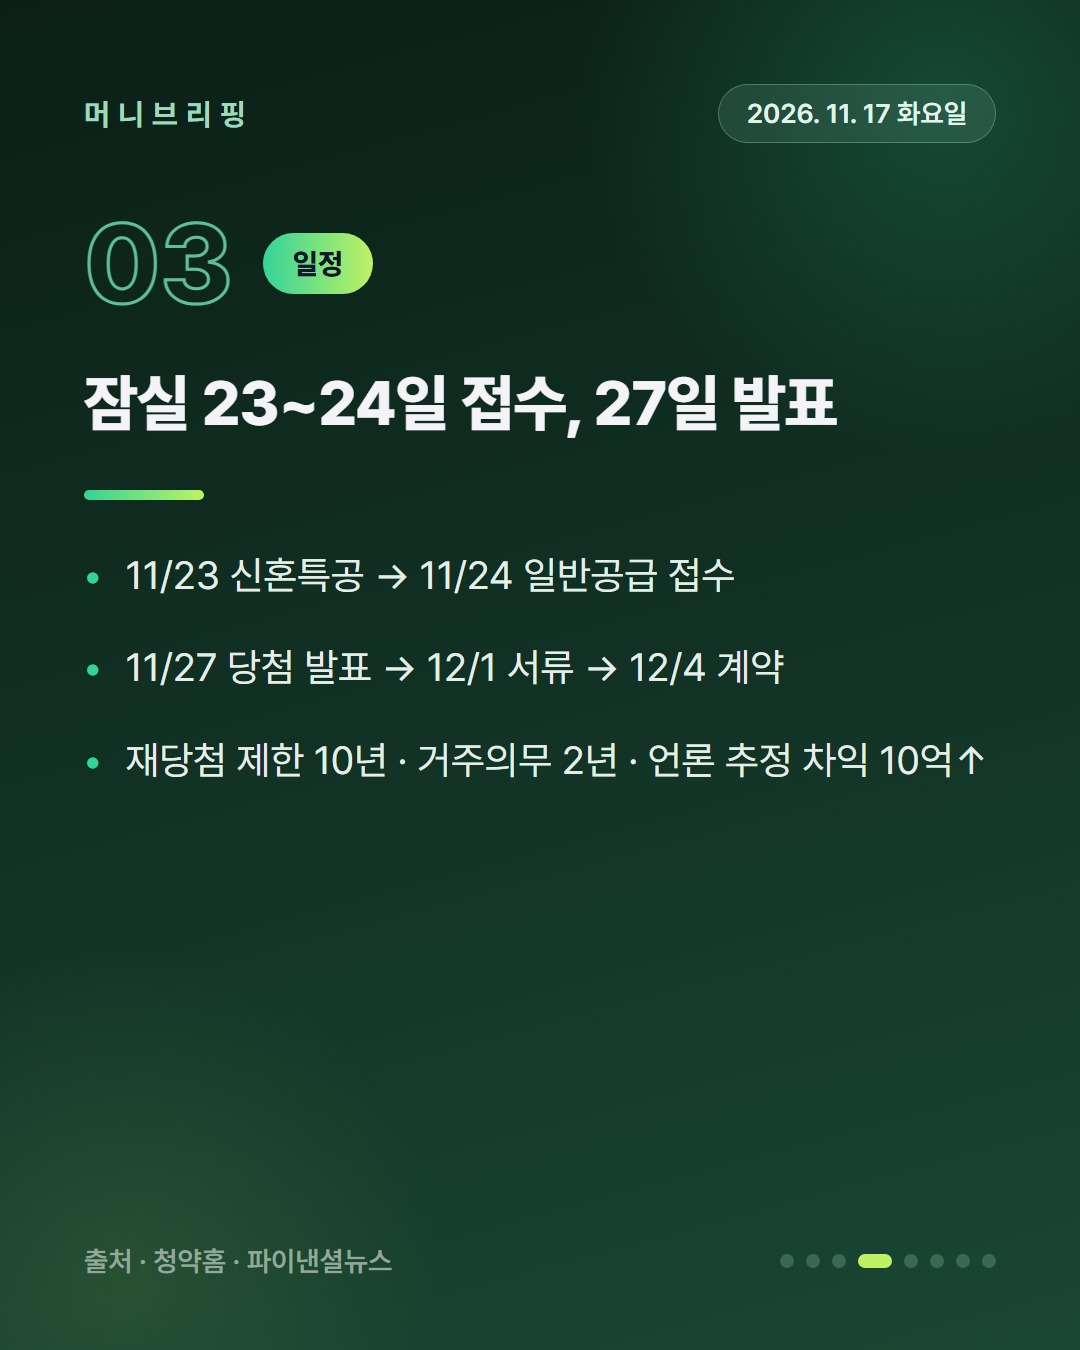 머니브리핑
2026. 11. 17 화요일
03
일정
잠실 23~24일 접수, 27일 발표
• 11/23 신혼특공 → 11/24 일반공급 접수
• 11/27 당첨 발표 → 12/1 서류 → 12/4 계약
• 재당첨 제한 10년 · 거주의무 2년 · 언론 추정 차익 10억↑
출처 · 청약홈 · 파이낸셜뉴스